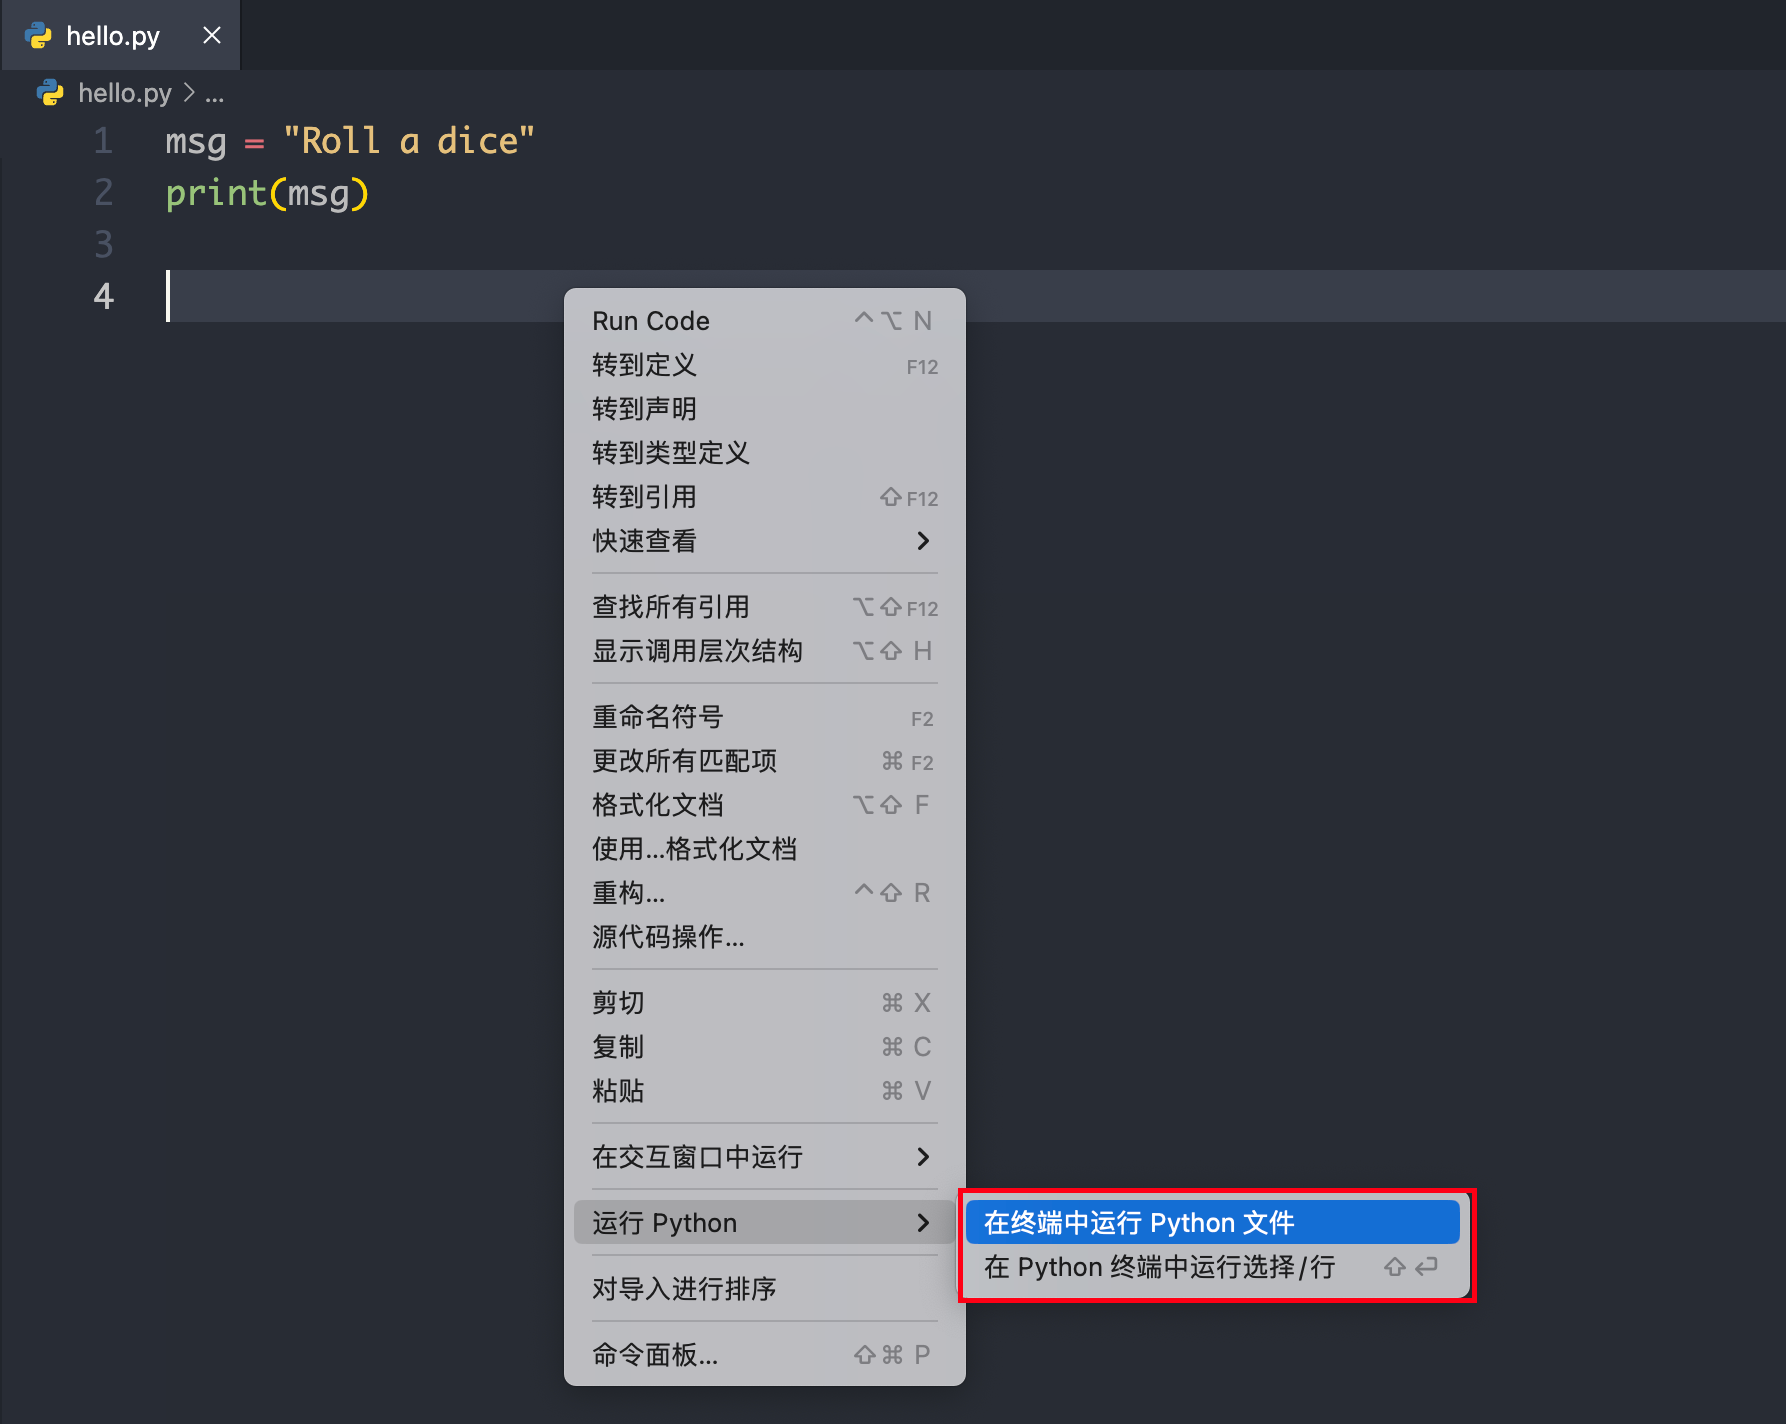 hello.py
hello.py > ...
1 msg = "Roll a dice"
2 print(msg)
3
4
Run Code ⌃⌥ N
转到定义 F12
转到声明
转到类型定义
转到引用 ⇧F12
快速查看
查找所有引用 ⌥⇧F12
显示调用层次结构 ⌥⇧ H
重命名符号 F2
更改所有匹配项 ⌘ F2
格式化文档 ⌥⇧ F
使用...格式化文档
重构... ⌃⇧ R
源代码操作...
剪切 ⌘ X
复制 ⌘ C
粘贴 ⌘ V
在交互窗口中运行
运行 Python
在终端中运行 Python 文件
在 Python 终端中运行选择/行 ⇧⏎
对导入进行排序
命令面板... ⇧⌘ P